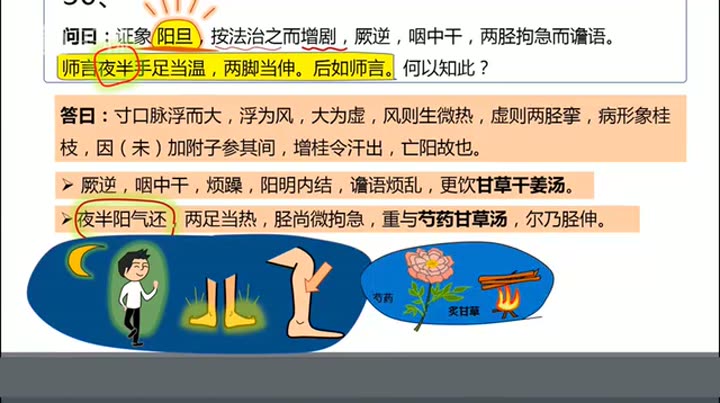 30、
问曰：证象阳旦，按法治之而增剧，厥逆，咽中干，两胫拘急而谵语。
师言夜半手足当温，两脚当伸。后如师言。何以知此？
答曰：寸口脉浮而大，浮为风，大为虚，风则生微热，虚则两胫挛，病形象桂
枝，因（未）加附子参其间，增桂令汗出，亡阳故也。
➢ 厥逆，咽中干，烦躁，阳明内结，谵语烦乱，更饮甘草干姜汤。
➢ 夜半阳气还，两足当热，胫尚微拘急，重与芍药甘草汤，尔乃胫伸。
芍药
炙甘草